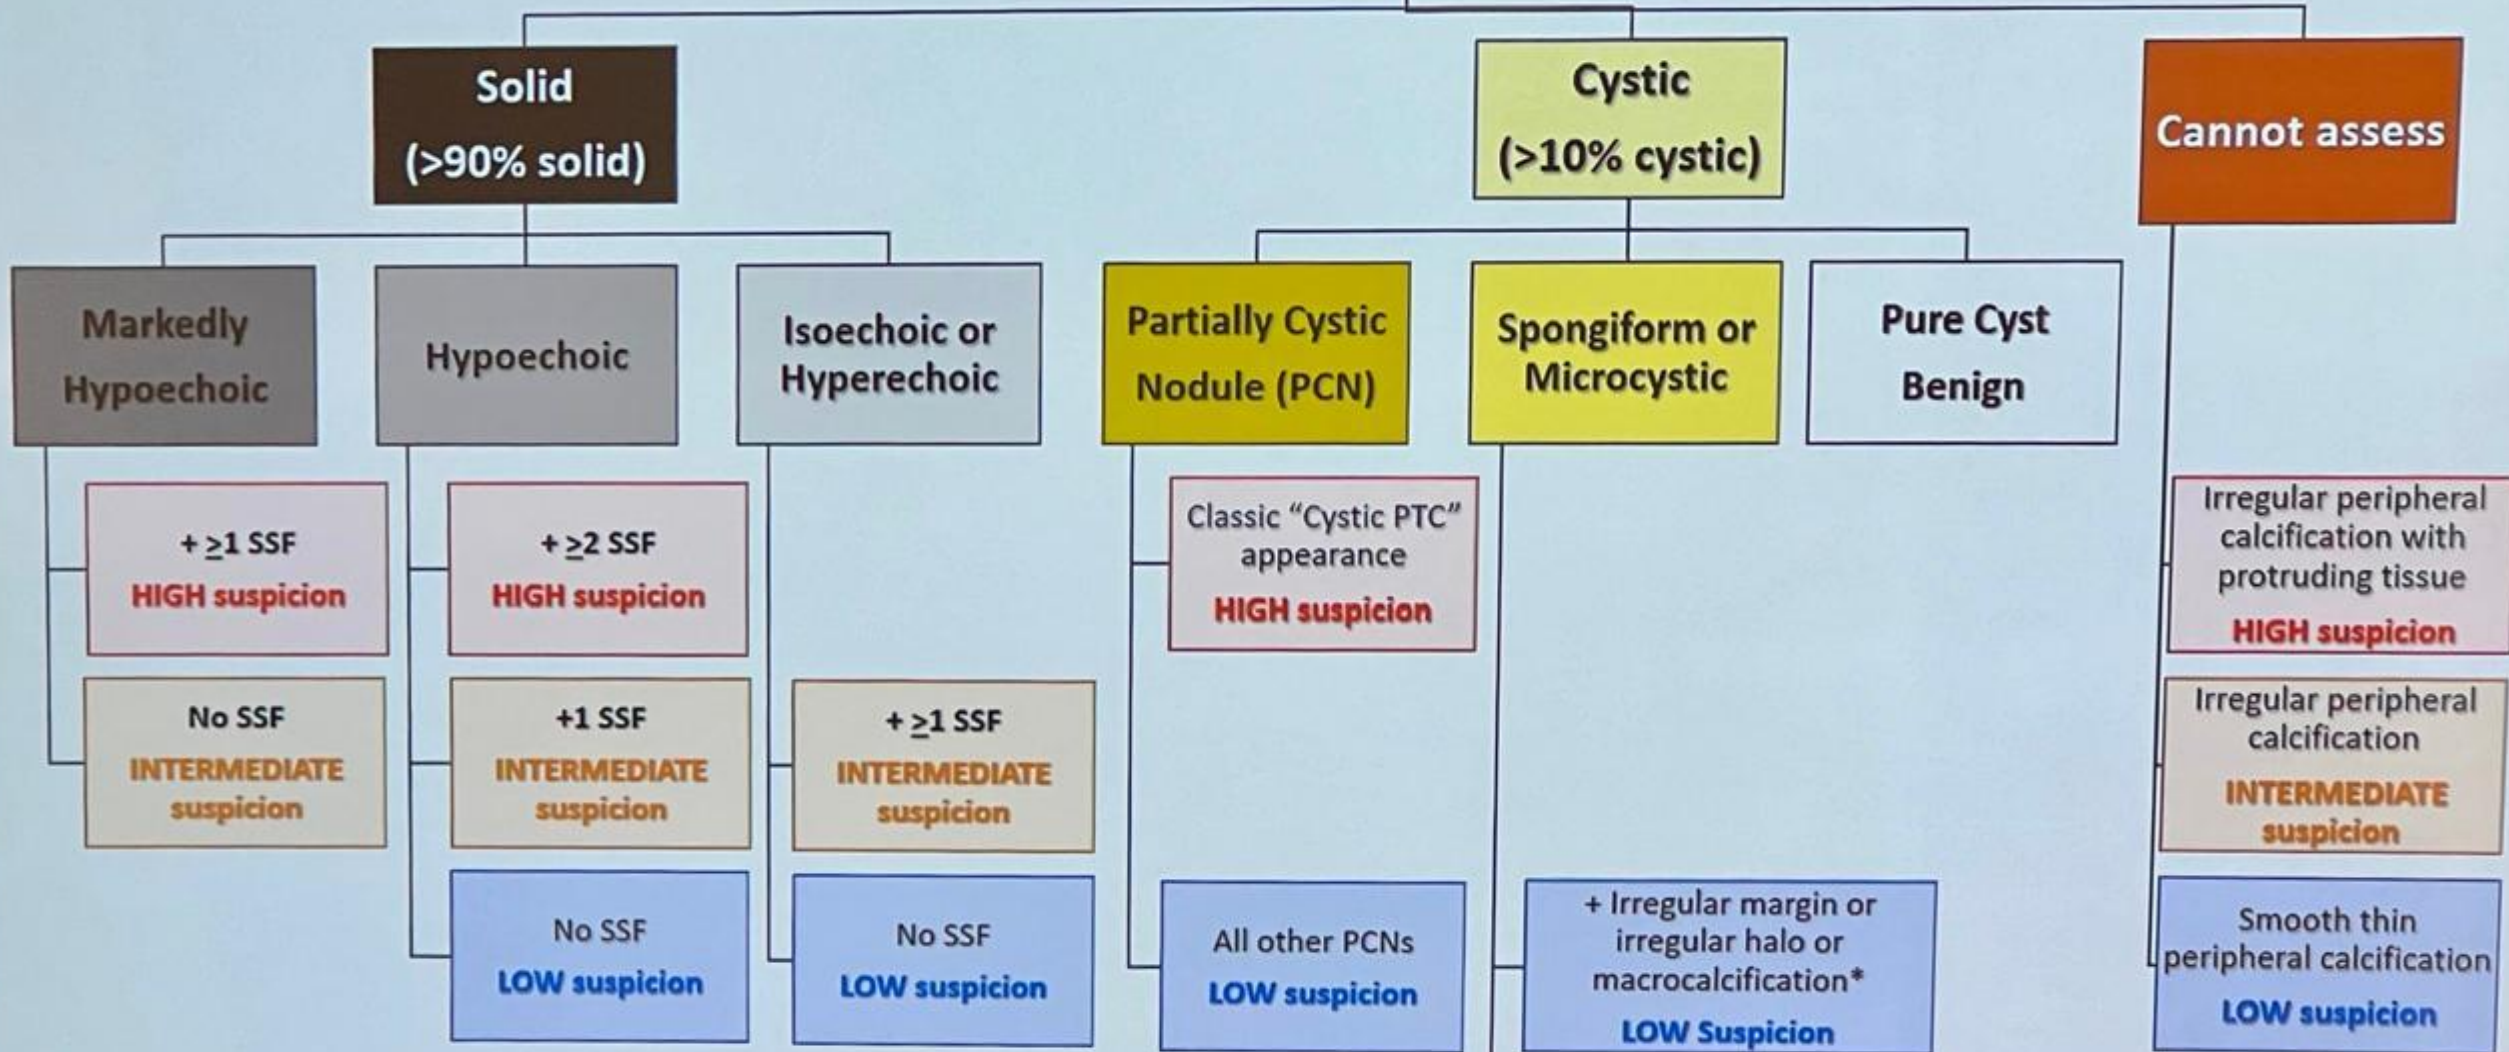 Solid
(>90% solid)
Cystic
(>10% cystic)
Cannot assess
Markedly
Hypoechoic
Hypoechoic
Isoechoic or
Hyperechoic
Partially Cystic
Nodule (PCN)
Spongiform or
Microcystic
Pure Cyst
Benign
+ ≥1 SSF
HIGH suspicion
+ ≥2 SSF
HIGH suspicion
Classic “Cystic PTC”
appearance
HIGH suspicion
Irregular peripheral
calcification with
protruding tissue
HIGH suspicion
No SSF
INTERMEDIATE
suspicion
+1 SSF
INTERMEDIATE
suspicion
+ ≥1 SSF
INTERMEDIATE
suspicion
Irregular peripheral
calcification
INTERMEDIATE
suspicion
No SSF
LOW suspicion
No SSF
LOW suspicion
All other PCNs
LOW suspicion
+ Irregular margin or
irregular halo or
macrocalcification*
LOW Suspicion
Smooth thin
peripheral calcification
LOW suspicion